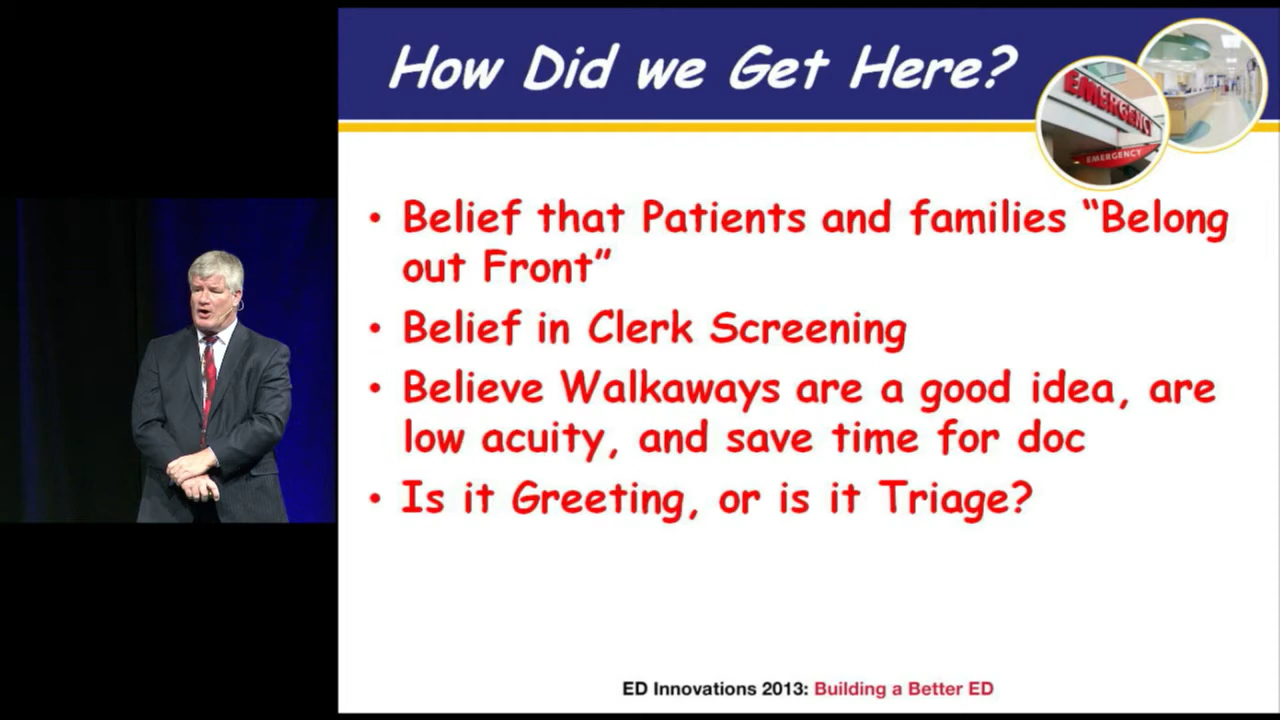 How Did we Get Here?
EMERGENCY
EMERGENCY
• Belief that Patients and families “Belong
out Front”
• Belief in Clerk Screening
• Believe Walkaways are a good idea, are
low acuity, and save time for doc
• Is it Greeting, or is it Triage?
ED Innovations 2013: Building a Better ED